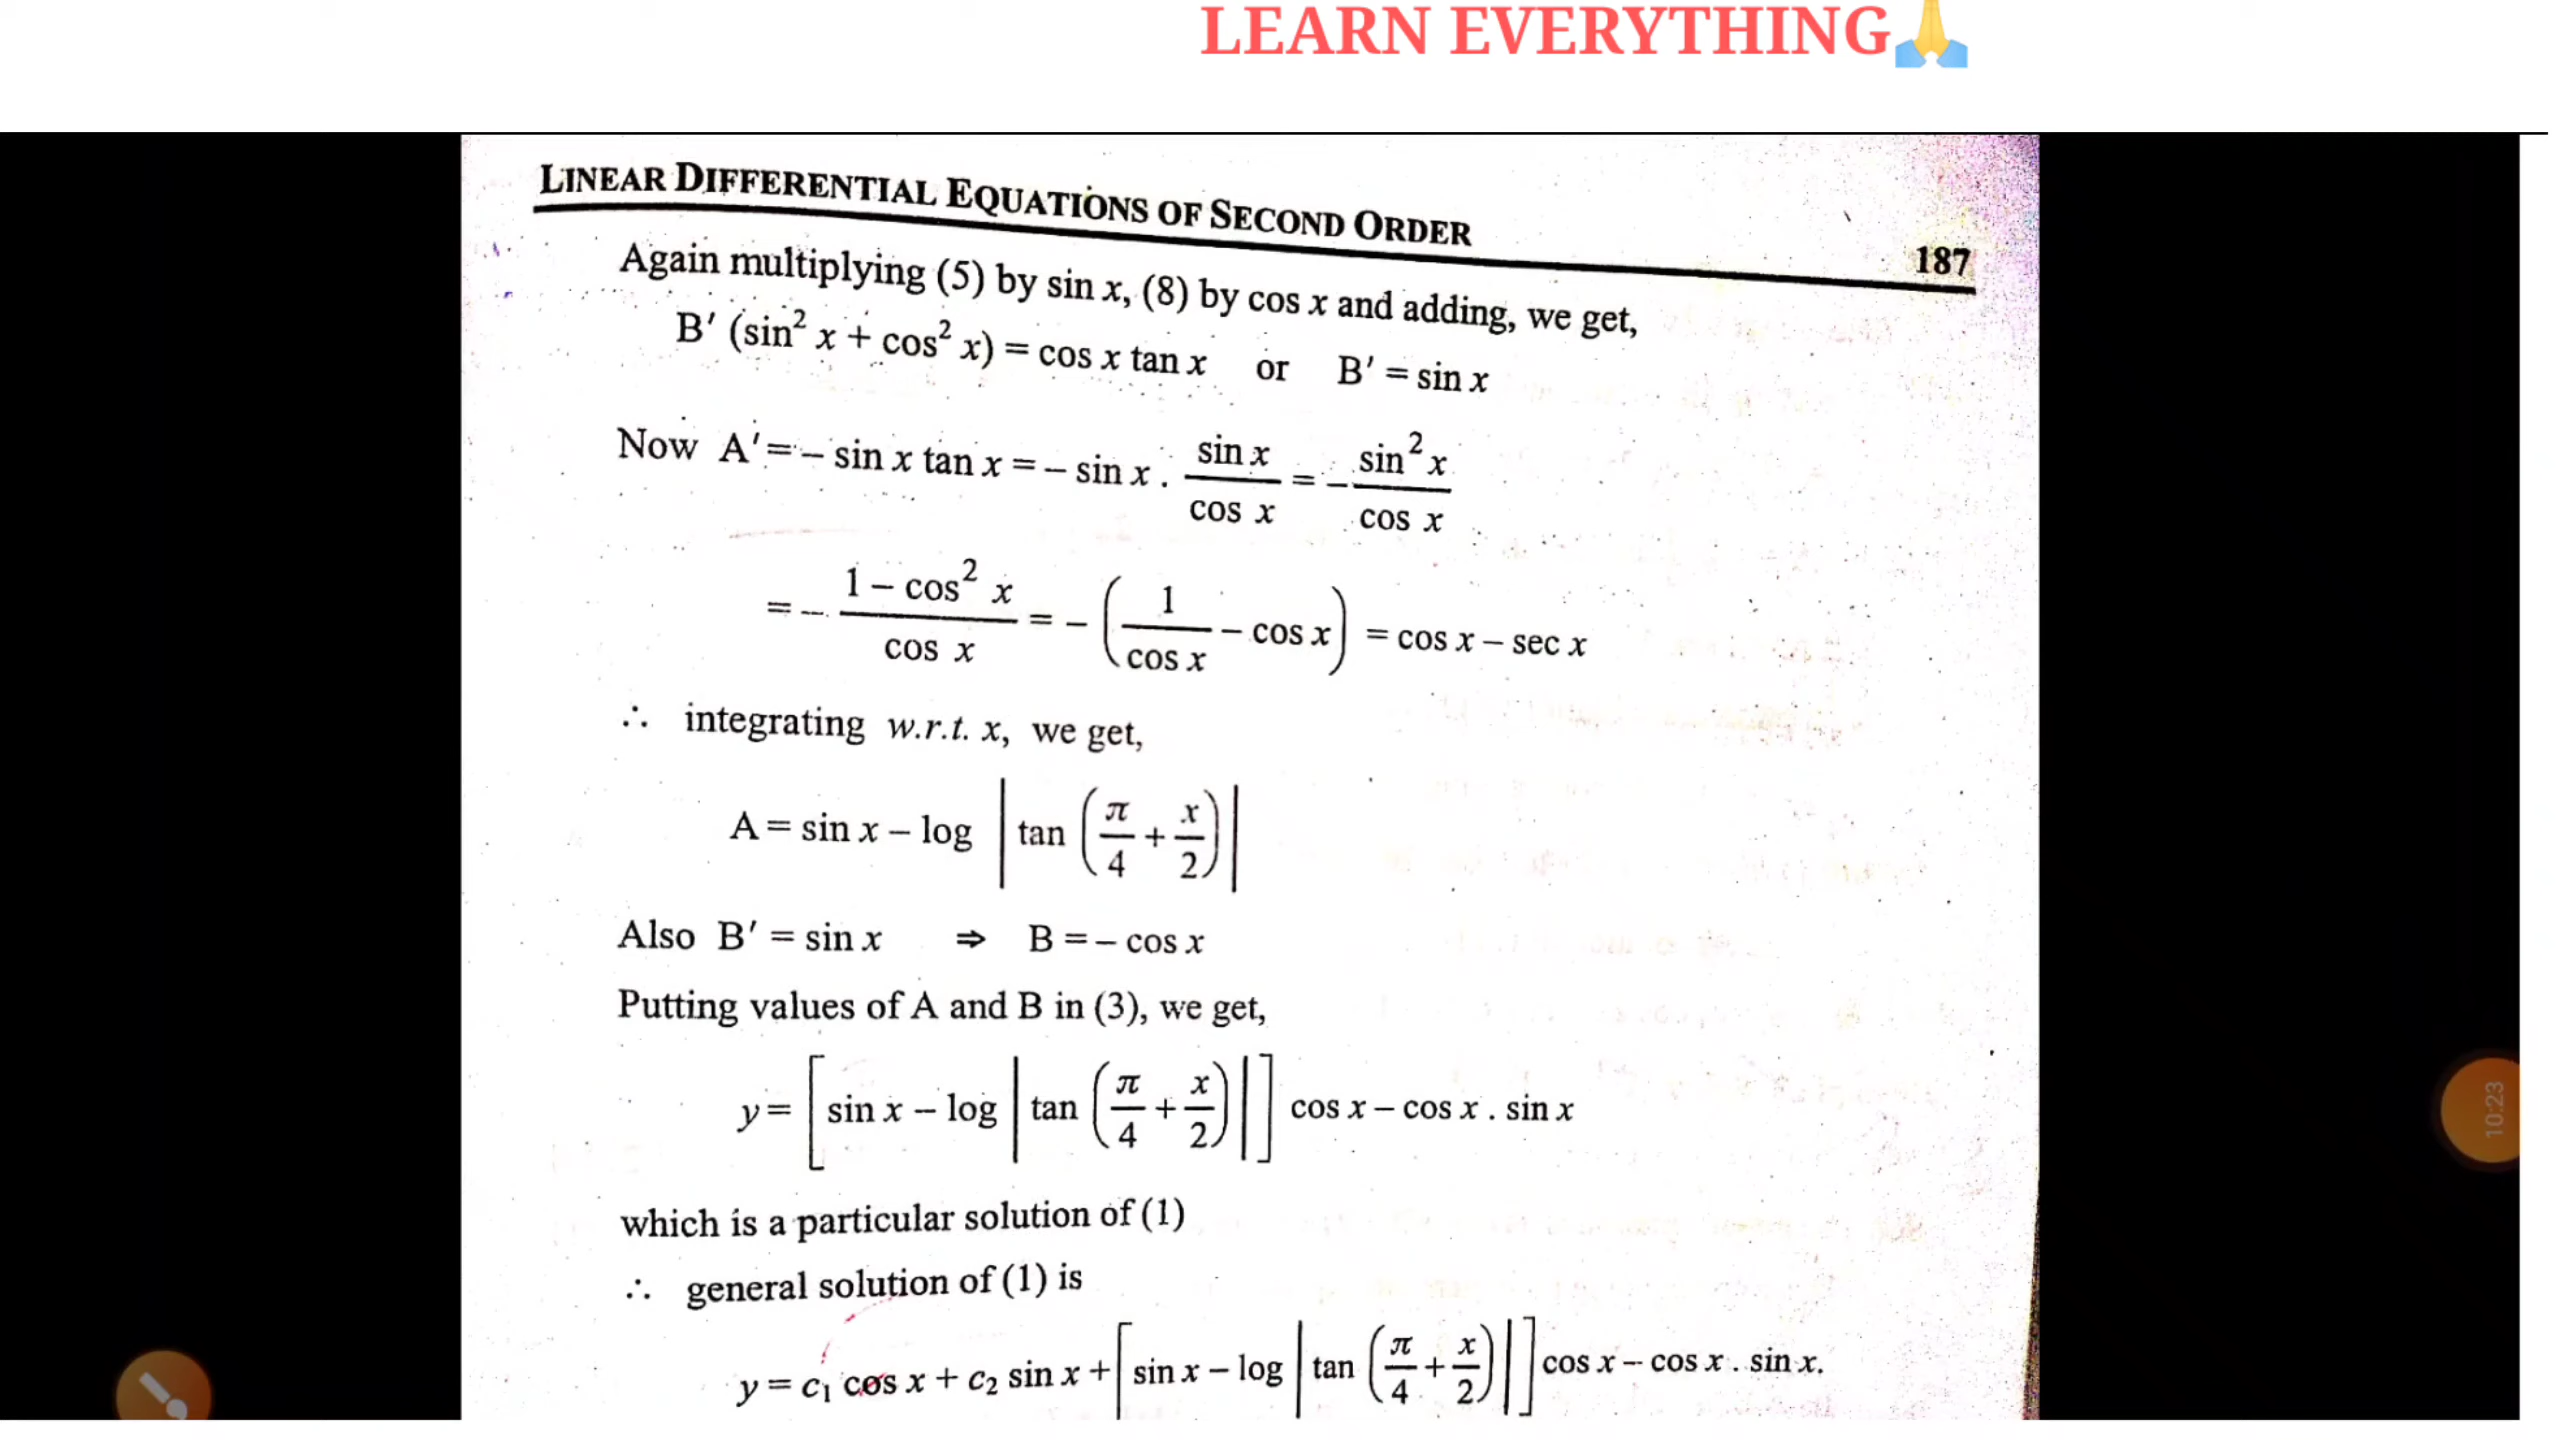 LEARN EVERYTHING🙏
LINEAR DIFFERENTIAL EQUATIONS OF SECOND ORDER
187
Again multiplying (5) by sin x, (8) by cos x and adding, we get,
B′ (sin² x + cos² x) = cos x tan x or B′ = sin x
Now A′ = − sin x tan x = − sin x . sin x / cos x = − sin² x / cos x
= − (1 − cos² x) / cos x = − (1 / cos x − cos x) = cos x − sec x
∴ integrating w.r.t. x, we get,
A = sin x − log | tan (π/4 + x/2) |
Also B′ = sin x ⇒ B = − cos x
Putting values of A and B in (3), we get,
y = [ sin x − log | tan (π/4 + x/2) | ] cos x − cos x . sin x
which is a particular solution of (1)
∴ general solution of (1) is
y = c₁ cos x + c₂ sin x + [ sin x − log | tan (π/4 + x/2) | ] cos x − cos x . sin x.
10:23